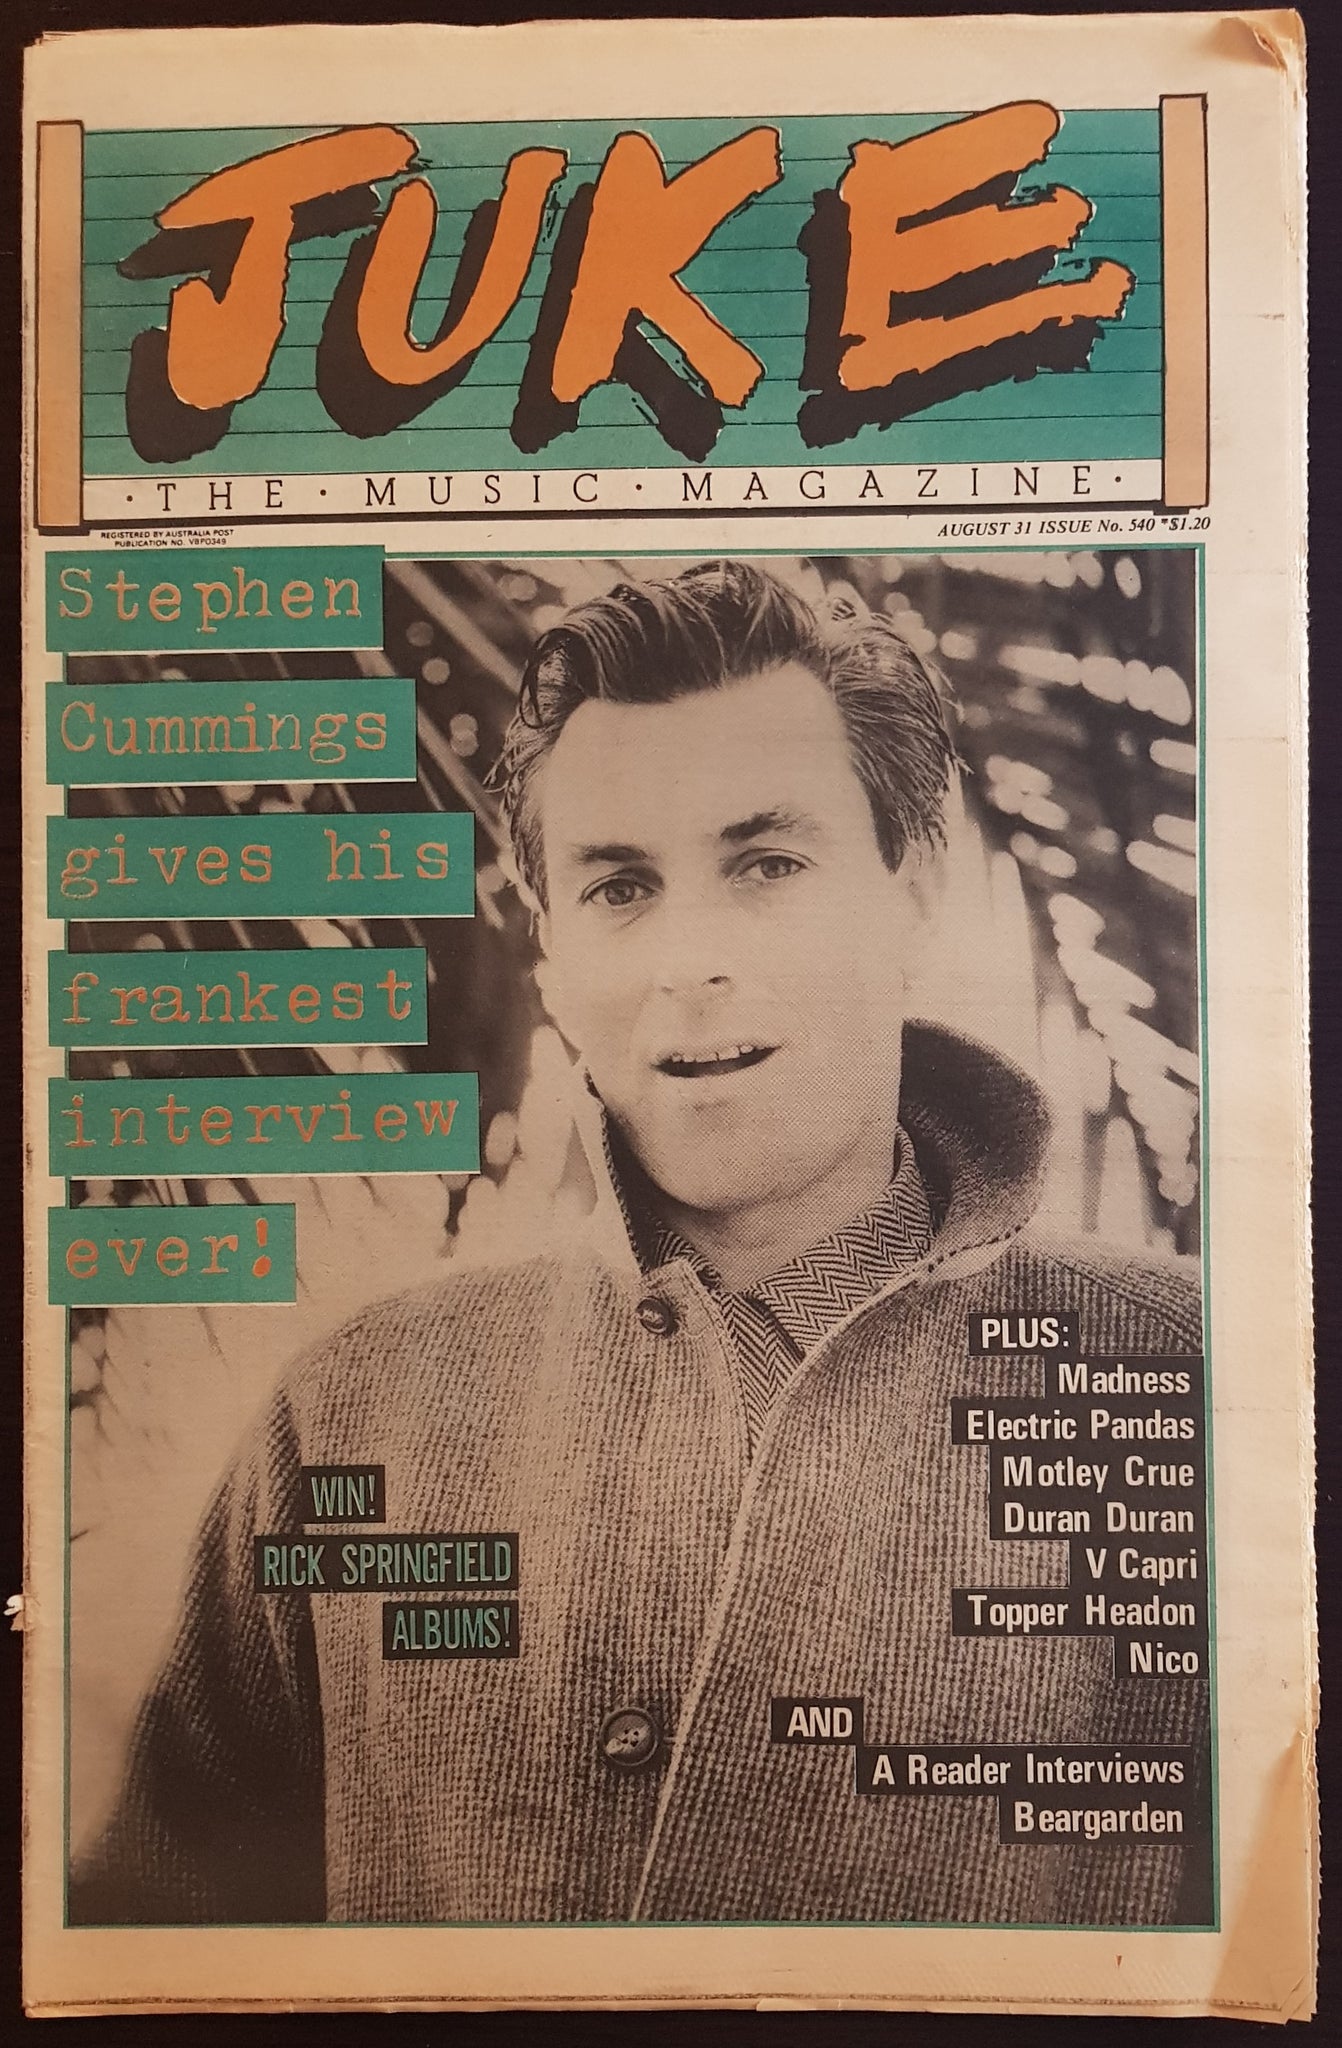 JUKE
· THE · MUSIC · MAGAZINE ·
REGISTERED BY AUSTRALIA POST
PUBLICATION NO. VBP0349
AUGUST 31 ISSUE No. 540 *$1.20
Stephen
Cummings
gives his
frankest
interview
ever!
WIN!
RICK SPRINGFIELD
ALBUMS!
PLUS:
Madness
Electric Pandas
Motley Crue
Duran Duran
V Capri
Topper Headon
Nico
AND
A Reader Interviews
Beargarden